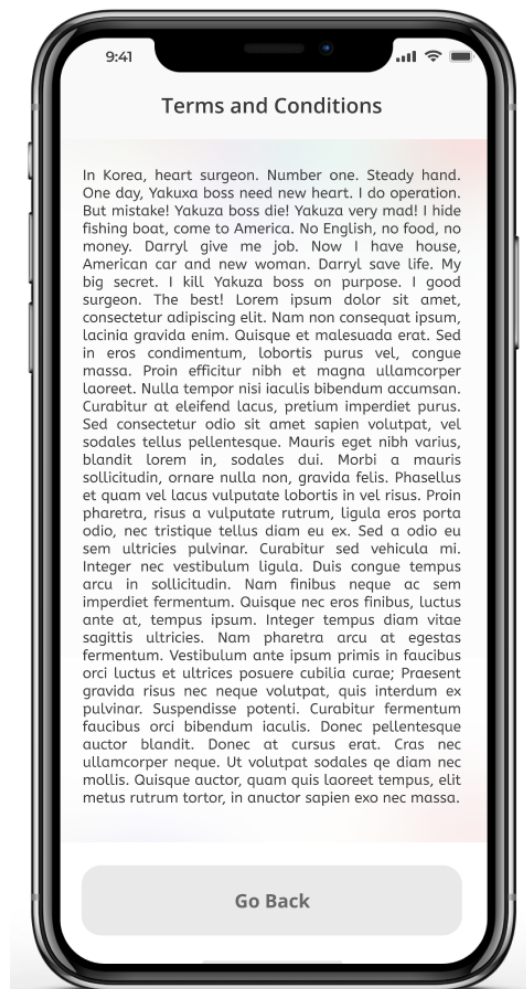 9:41
Terms and Conditions
In Korea, heart surgeon. Number one. Steady hand.
One day, Yakuxa boss need new heart. I do operation.
But mistake! Yakuza boss die! Yakuza very mad! I hide
fishing boat, come to America. No English, no food, no
money. Darryl give me job. Now I have house,
American car and new woman. Darryl save life. My
big secret. I kill Yakuza boss on purpose. I good
surgeon. The best! Lorem ipsum dolor sit amet,
consectetur adipiscing elit. Nam non consequat ipsum,
lacinia gravida enim. Quisque et malesuada erat. Sed
in eros condimentum, lobortis purus vel, congue
massa. Proin efficitur nibh et magna ullamcorper
laoreet. Nulla tempor nisi iaculis bibendum accumsan.
Curabitur at eleifend lacus, pretium imperdiet purus.
Sed consectetur odio sit amet sapien volutpat, vel
sodales tellus pellentesque. Mauris eget nibh varius,
blandit lorem in, sodales dui. Morbi a mauris
sollicitudin, ornare nulla non, gravida felis. Phasellus
et quam vel lacus vulputate lobortis in vel risus. Proin
pharetra, risus a vulputate rutrum, ligula eros porta
odio, nec tristique tellus diam eu ex. Sed a odio eu
sem ultricies pulvinar. Curabitur sed vehicula mi.
Integer nec vestibulum ligula. Duis congue tempus
arcu in sollicitudin. Nam finibus neque ac sem
imperdiet fermentum. Quisque nec eros finibus, luctus
ante at, tempus ipsum. Integer tempus diam vitae
sagittis ultricies. Nam pharetra arcu at egestas
fermentum. Vestibulum ante ipsum primis in faucibus
orci luctus et ultrices posuere cubilia curae; Praesent
gravida risus nec neque volutpat, quis interdum ex
pulvinar. Suspendisse potenti. Curabitur fermentum
faucibus orci bibendum iaculis. Donec pellentesque
auctor blandit. Donec at cursus erat. Cras nec
ullamcorper neque. Ut volutpat sodales qe diam nec
mollis. Quisque auctor, quam quis laoreet tempus, elit
metus rutrum tortor, in anuctor sapien exo nec massa.
Go Back